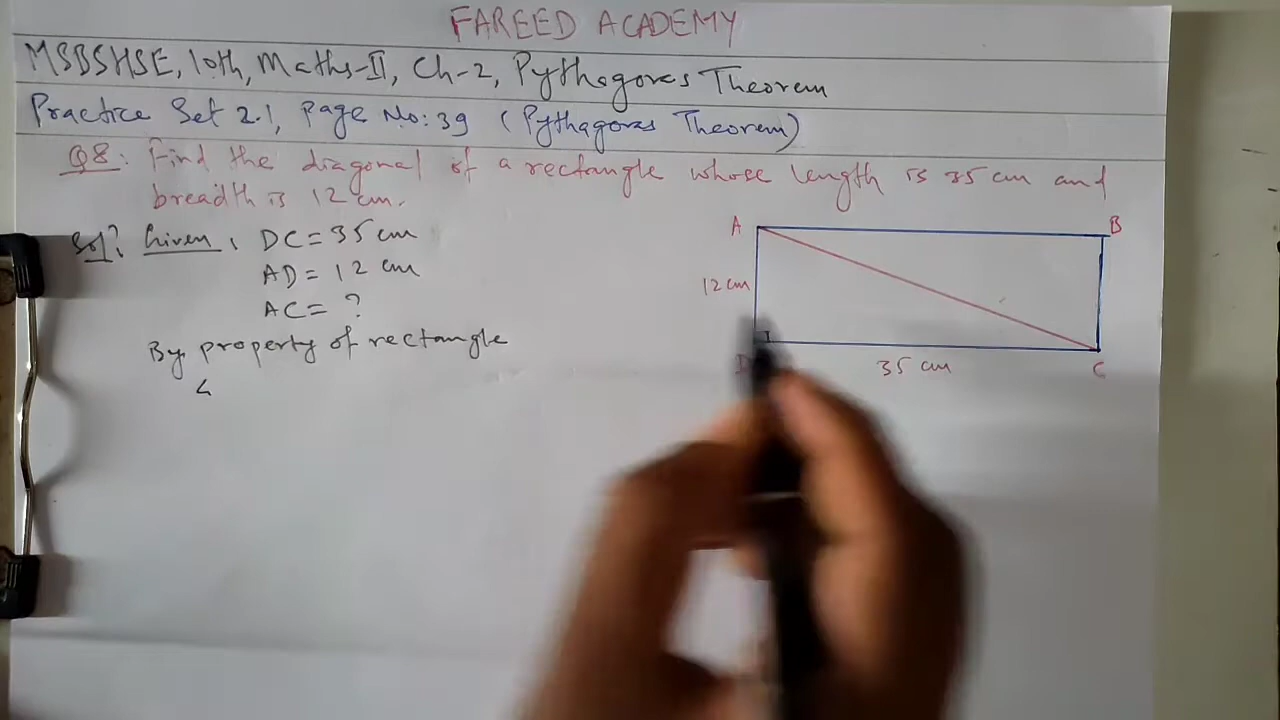 FAREED ACADEMY
MSBSHSE, 10th, Maths-II, Ch-2, Pythagoras Theorem
Practice Set 2.1, Page No: 39 (Pythagoras Theorem)
Q8: Find the diagonal of a rectangle whose length is 35 cm and
breadth is 12 cm.
Given, DC = 35 cm
AD = 12 cm
AC = ?
By property of rectangle
∠
A
B
12 cm
D
35 cm
C